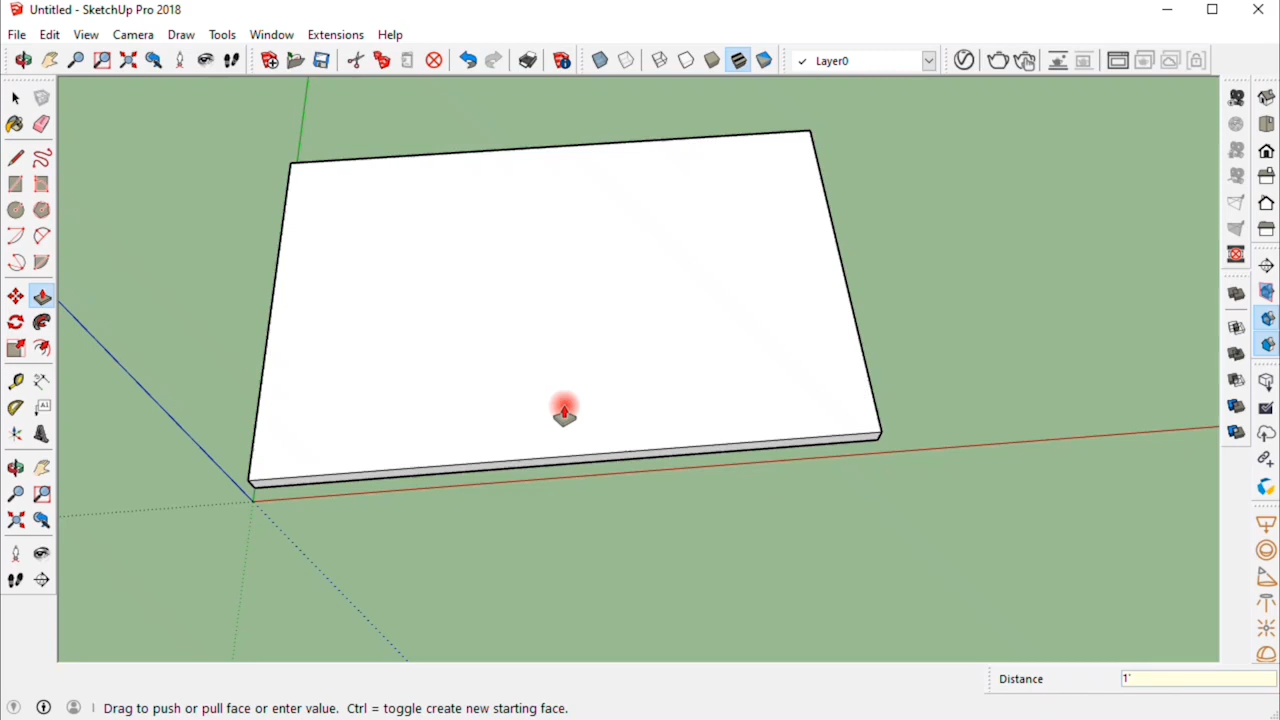 Untitled - SketchUp Pro 2018
File Edit View Camera Draw Tools Window Extensions Help
✓ Layer0
A1
Distance 1'
Drag to push or pull face or enter value. Ctrl = toggle create new starting face.